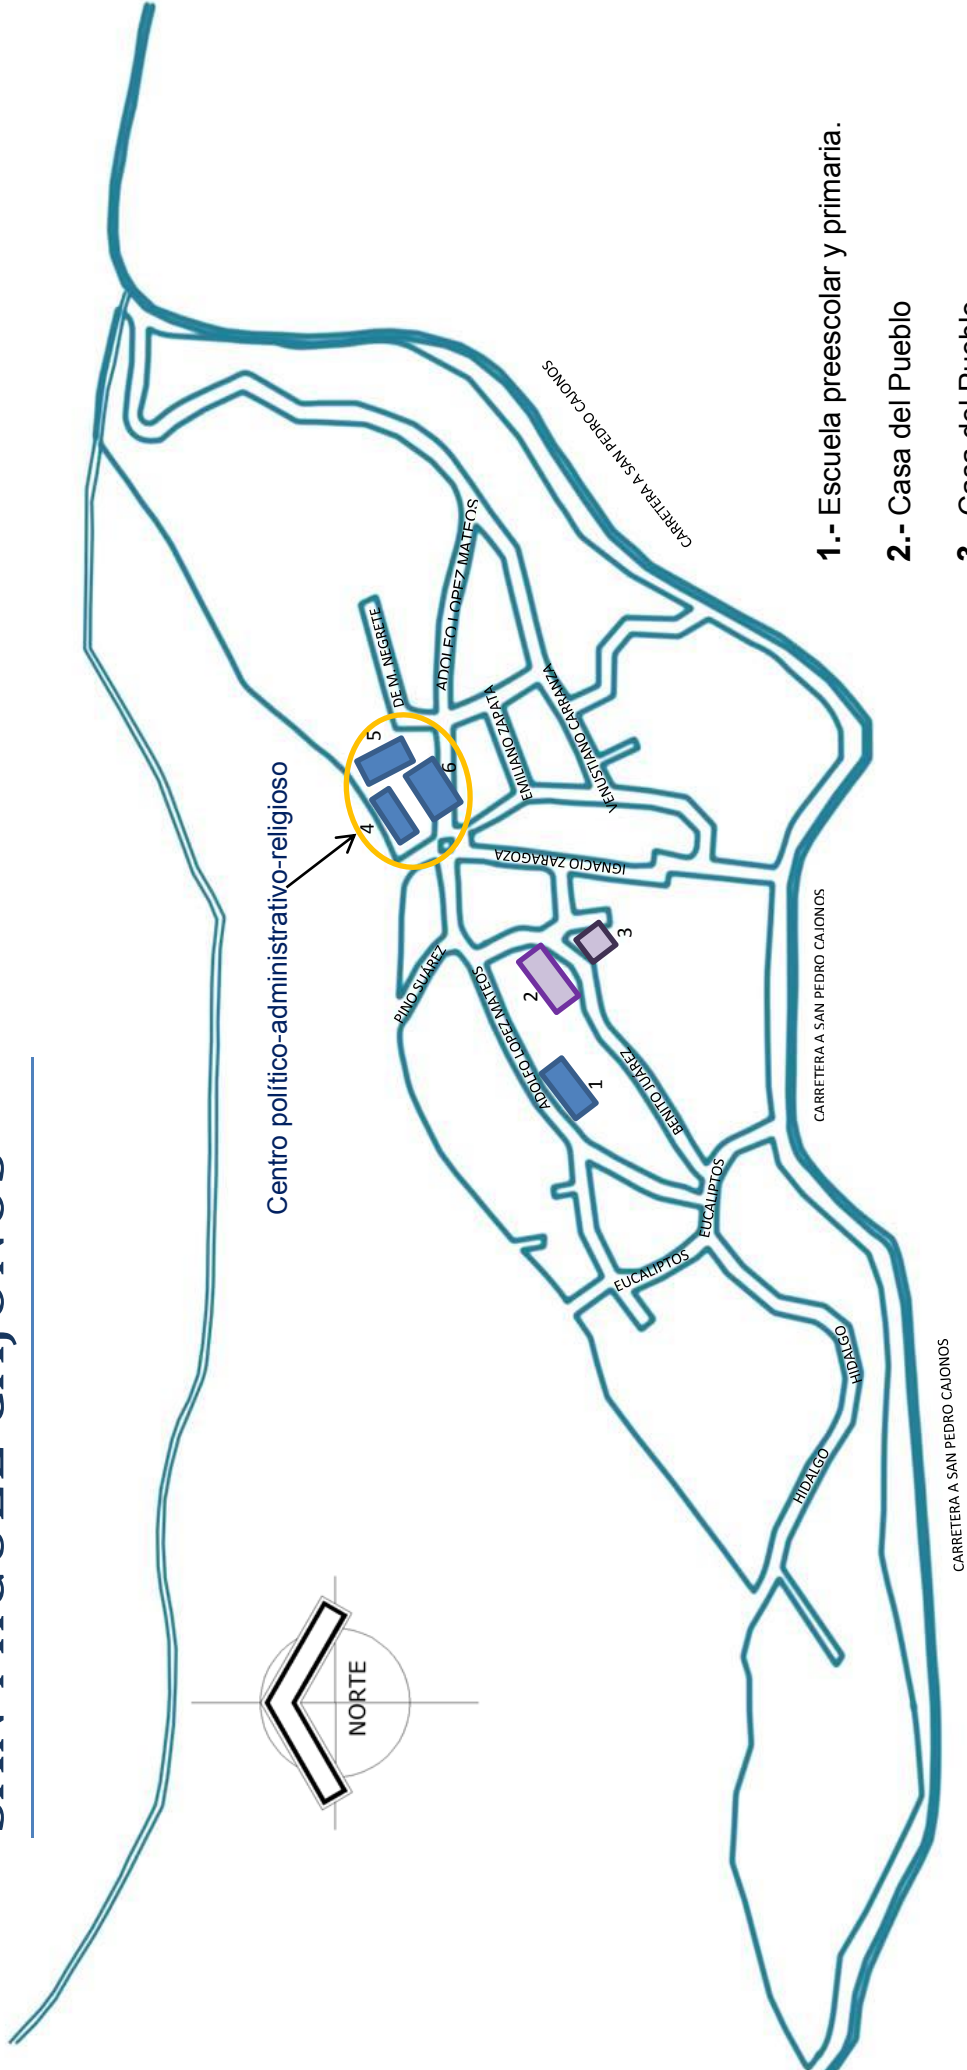 Centro político-administrativo-religioso
NORTE
DE M. NEGRETE
ADOLFO LOPEZ MATEOS
EMILIANO ZAPATA
VENUSTIANO CARRANZA
IGNACIO ZARAGOZA
PINO SUÁREZ
ADOLFO LOPEZ MATEOS
BENITO JUÁREZ
EUCALIPTOS
EUCALIPTOS
HIDALGO
HIDALGO
CARRETERA A SAN PEDRO CAJONOS
CARRETERA A SAN PEDRO CAJONOS
CARRETERA A SAN PEDRO CAJONOS
1
2
3
4
5
6
1.- Escuela preescolar y primaria.
2.- Casa del Pueblo